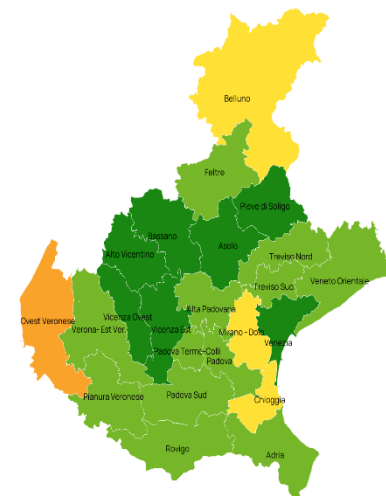 Belluno
Feltre
Pieve di Soligo
Bassano
Asolo
Alto Vicentino
Treviso Nord
Veneto Orientale
Treviso Sud
Alta Padovana
Vicenza Ovest
Ovest Veronese
Verona- Est Ver.
Vicenza Est
Mirano - Dolo
Venezia
Padova Terme-Colli
Padova
Pianura Veronese
Padova Sud
Chioggia
Rovigo
Adria